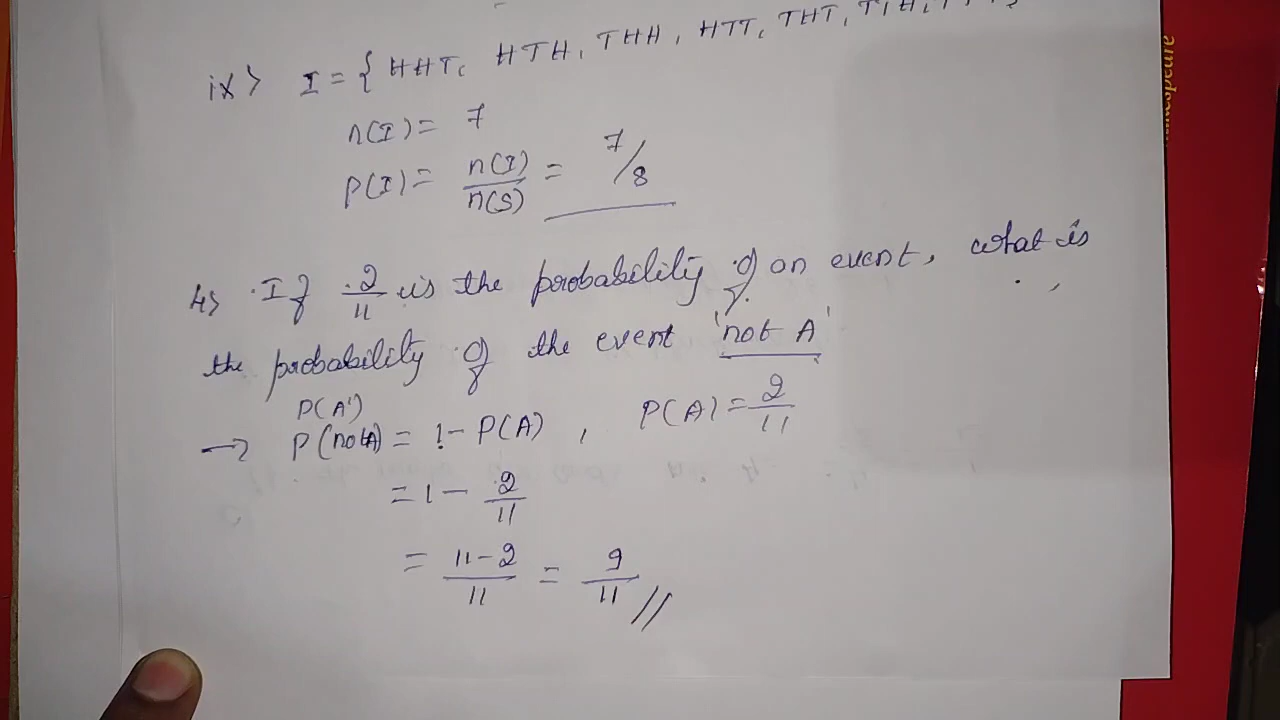 ix> I = { HHT, HTH, THH, HTT, THT, TTH,
n(I) = 7
P(I) = n(I)/n(S) = 7/8
4> If 2/11 is the probability of an event, what is
the probability of the event 'not A'
P(A')
→ P(not A) = 1 - P(A) , P(A) = 2/11
= 1 - 2/11
= 11-2/11 = 9/11 //